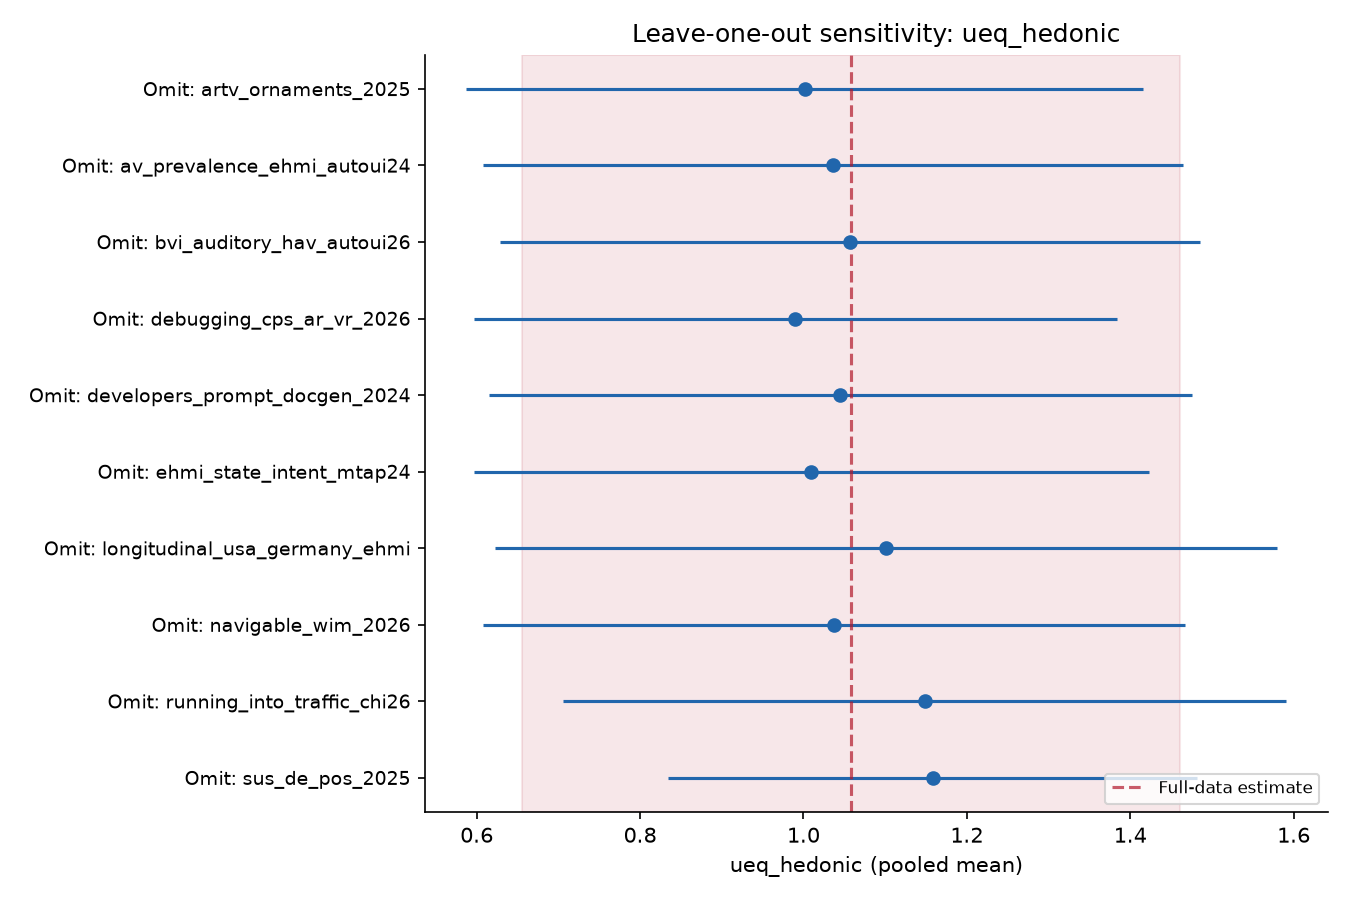 Leave-one-out sensitivity: ueq_hedonic
Omit: artv_ornaments_2025
Omit: av_prevalence_ehmi_autoui24
Omit: bvi_auditory_hav_autoui26
Omit: debugging_cps_ar_vr_2026
Omit: developers_prompt_docgen_2024
Omit: ehmi_state_intent_mtap24
Omit: longitudinal_usa_germany_ehmi
Omit: navigable_wim_2026
Omit: running_into_traffic_chi26
Omit: sus_de_pos_2025
Full-data estimate
0.6 0.8 1.0 1.2 1.4 1.6
ueq_hedonic (pooled mean)